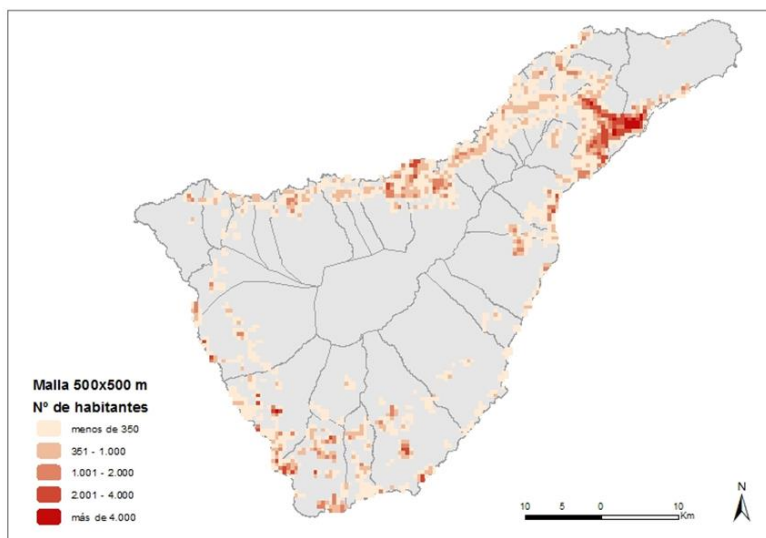 Malla 500x500 m
Nº de habitantes
menos de 350
351 - 1.000
1.001 - 2.000
2.001 - 4.000
más de 4.000
10 5 0 10
Km
N